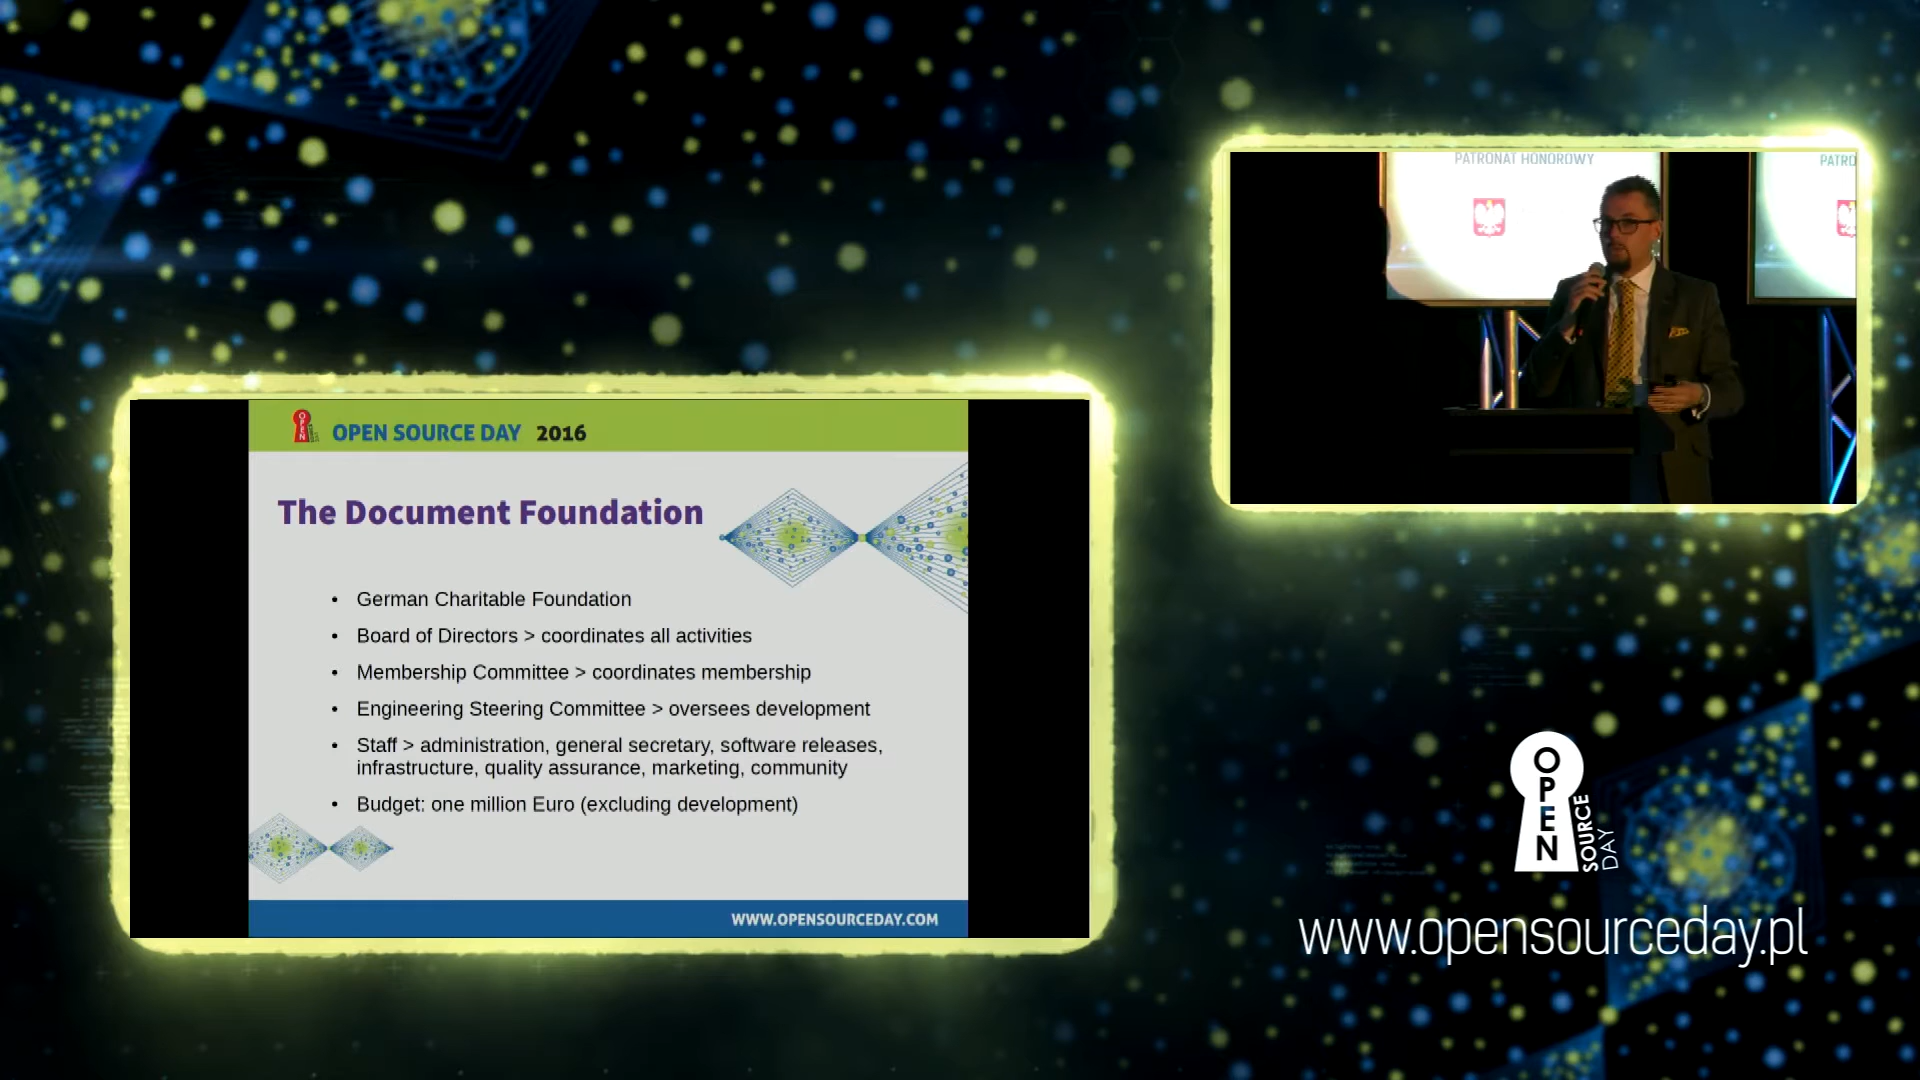 PATRONAT HONOROWY
PATRO
OPEN SOURCE DAY 2016
The Document Foundation
• German Charitable Foundation
• Board of Directors > coordinates all activities
• Membership Committee > coordinates membership
• Engineering Steering Committee > oversees development
• Staff > administration, general secretary, software releases,
infrastructure, quality assurance, marketing, community
• Budget: one million Euro (excluding development)
WWW.OPENSOURCEDAY.COM
OPEN
SOURCE
DAY
www.opensourceday.pl